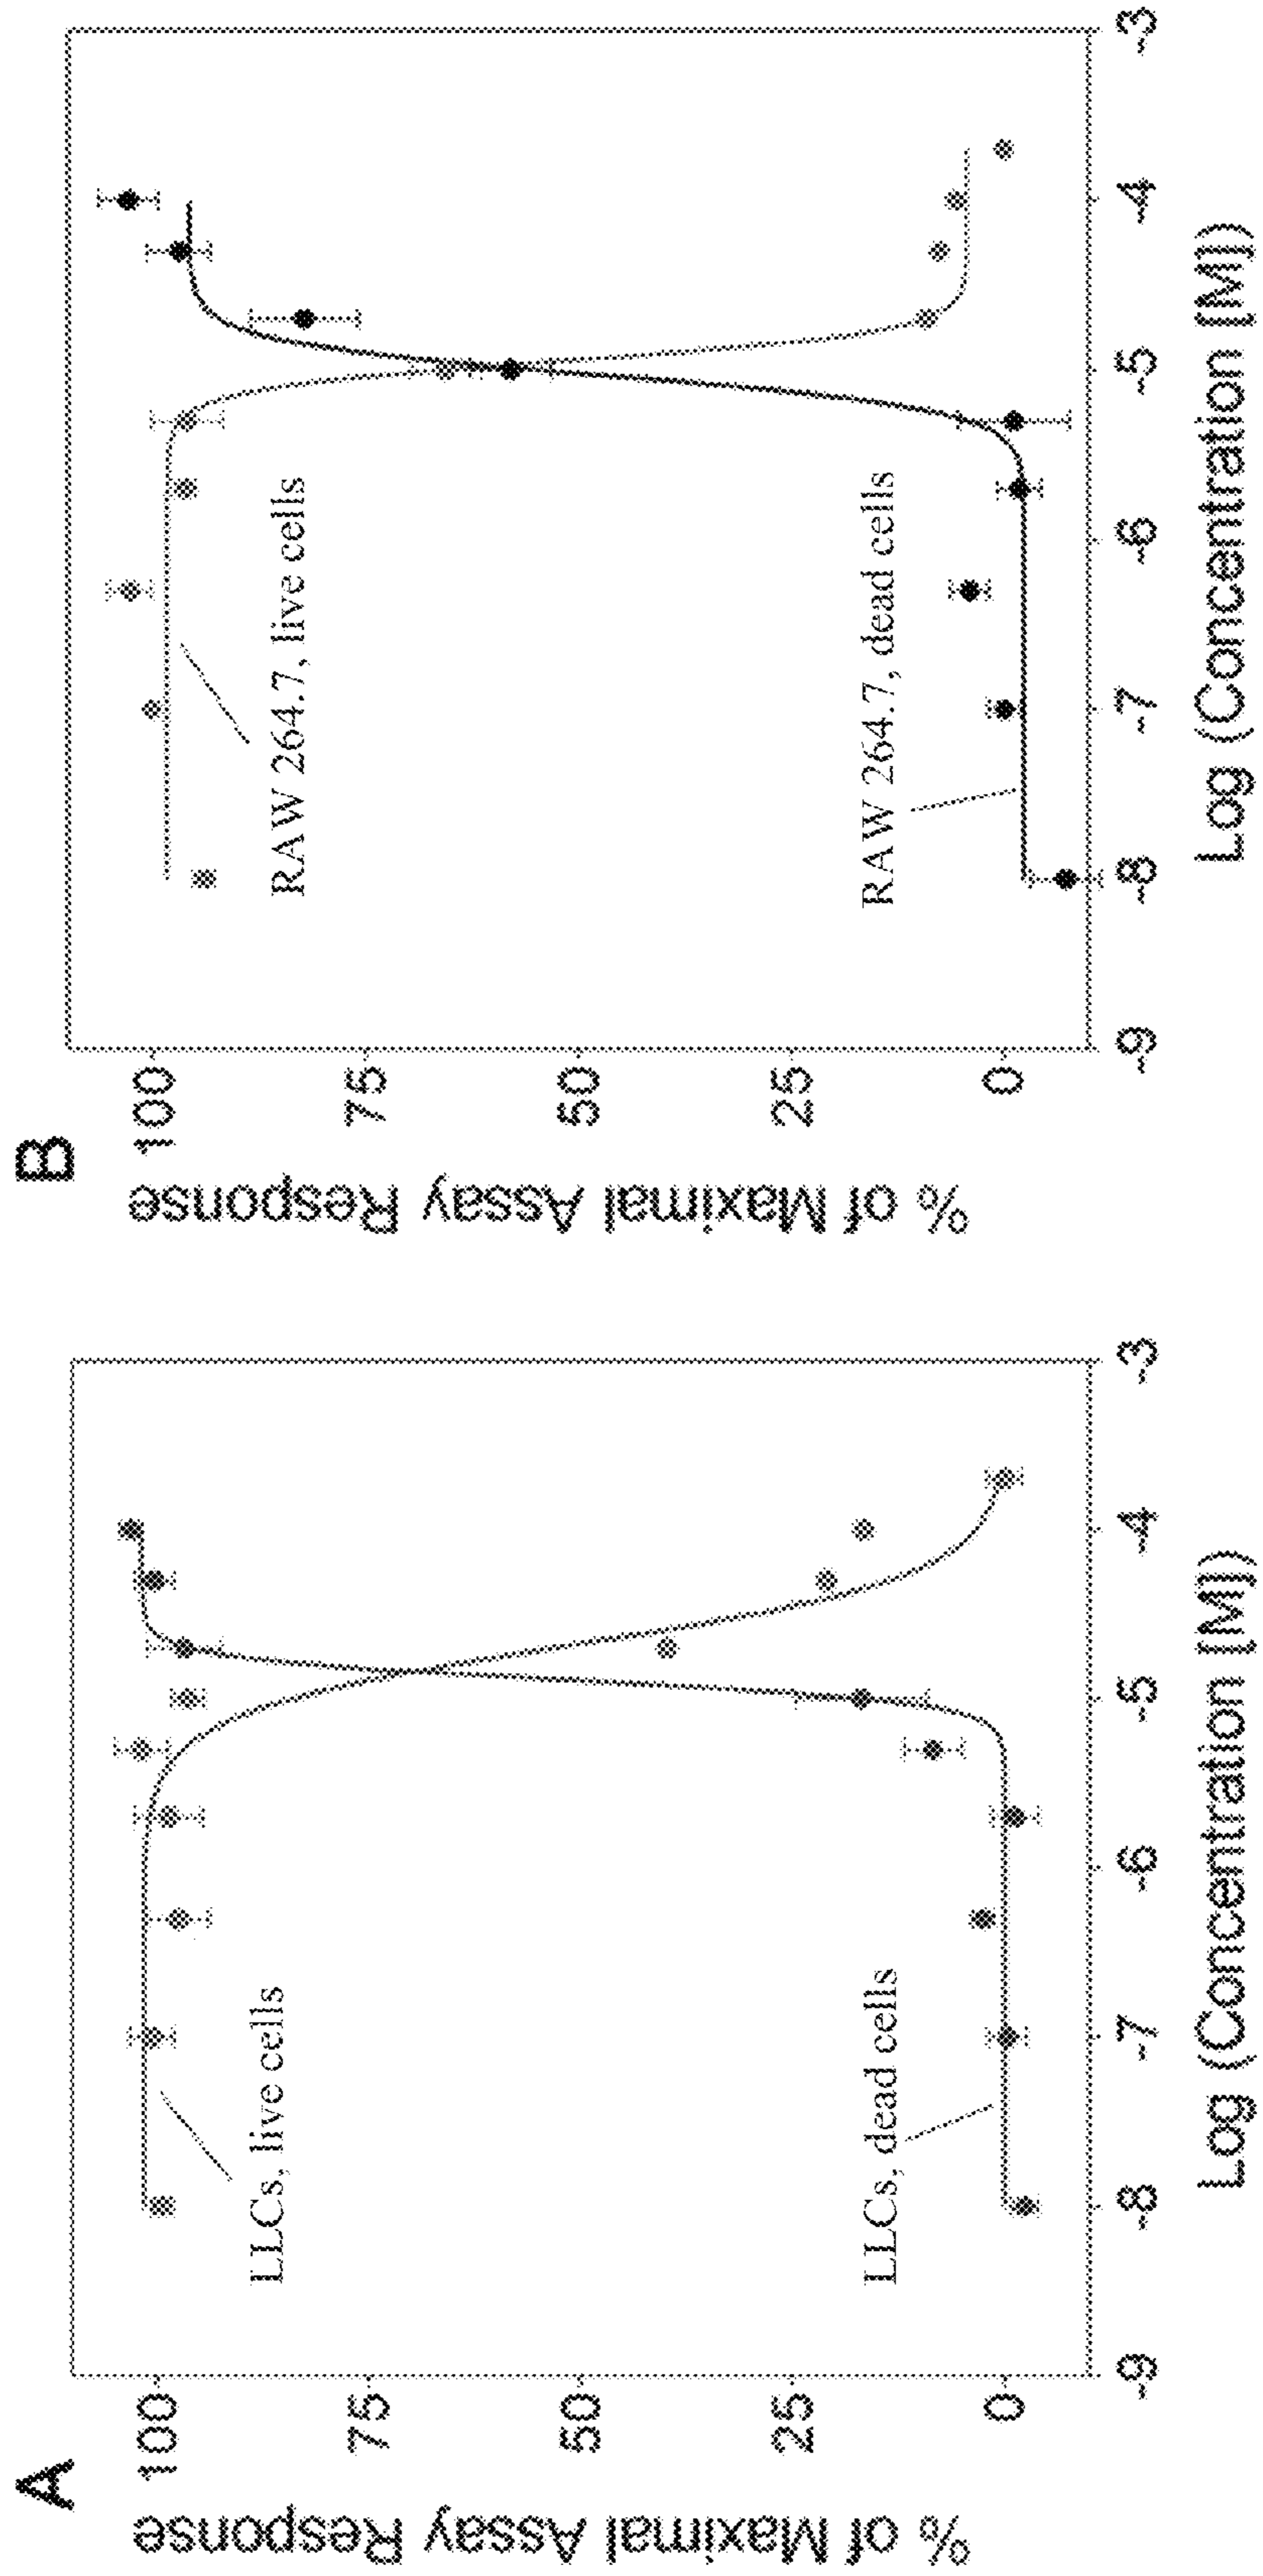 A
% of Maximal Assay Response
100
75
50
25
0
LLCs, live cells
LLCs, dead cells
-9
-8
-7
-6
-5
-4
-3
Log (Concentration [M])
B
% of Maximal Assay Response
100
75
50
25
0
RAW 264.7, live cells
RAW 264.7, dead cells
-9
-8
-7
-6
-5
-4
-3
Log (Concentration [M])